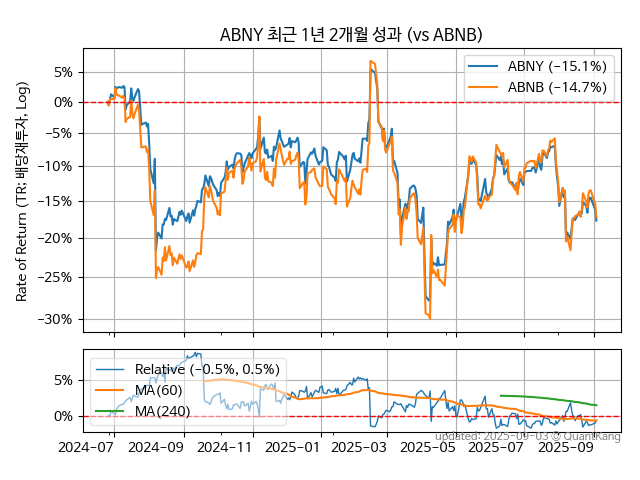 ABNY 최근 1년 2개월 성과 (vs ABNB)
Rate of Return (TR: 배당재투자, Log)
5%
0%
−5%
−10%
−15%
−20%
−25%
−30%
ABNY (−15.1%)
ABNB (−14.7%)
5%
0%
Relative (−0.5%, 0.5%)
MA(60)
MA(240)
2024−07 2024−09 2024−11 2025−01 2025−03 2025−05 2025−07 2025−09
updated: 2025−09−03 © QuantKang